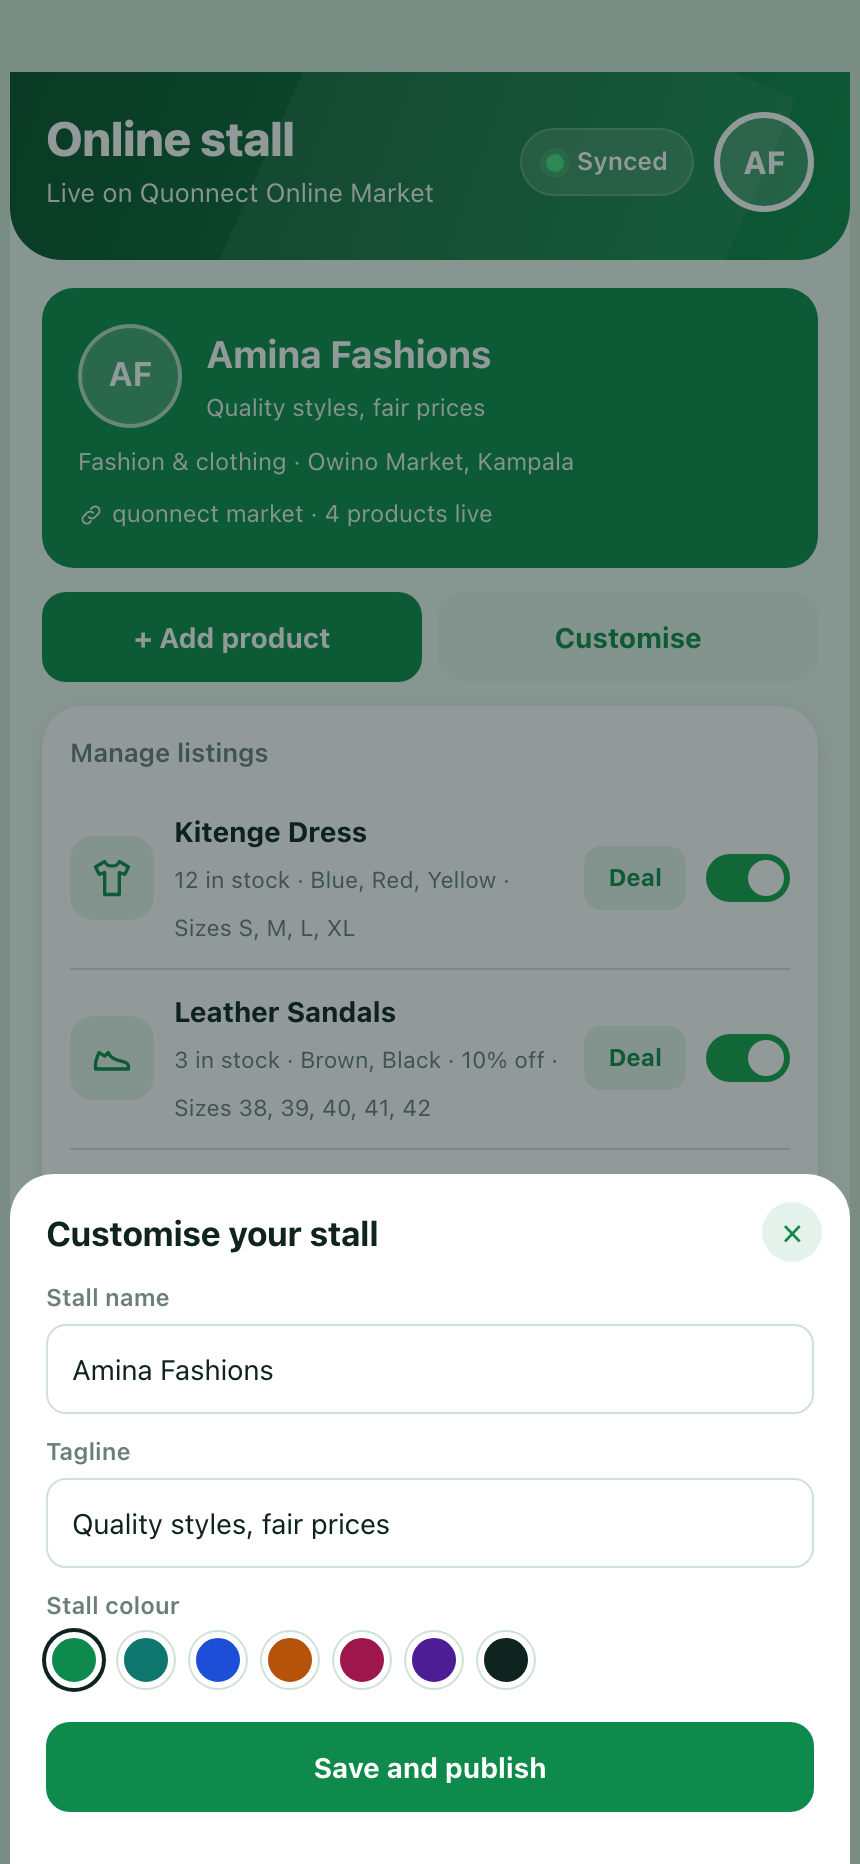 Online stall
Live on Quonnect Online Market
Synced
AF
AF
Amina Fashions
Quality styles, fair prices
Fashion & clothing · Owino Market, Kampala
quonnect market · 4 products live
+ Add product
Customise
Manage listings
Kitenge Dress
12 in stock · Blue, Red, Yellow ·
Sizes S, M, L, XL
Deal
Leather Sandals
3 in stock · Brown, Black · 10% off ·
Sizes 38, 39, 40, 41, 42
Deal
Customise your stall
Stall name
Amina Fashions
Tagline
Quality styles, fair prices
Stall colour
Save and publish